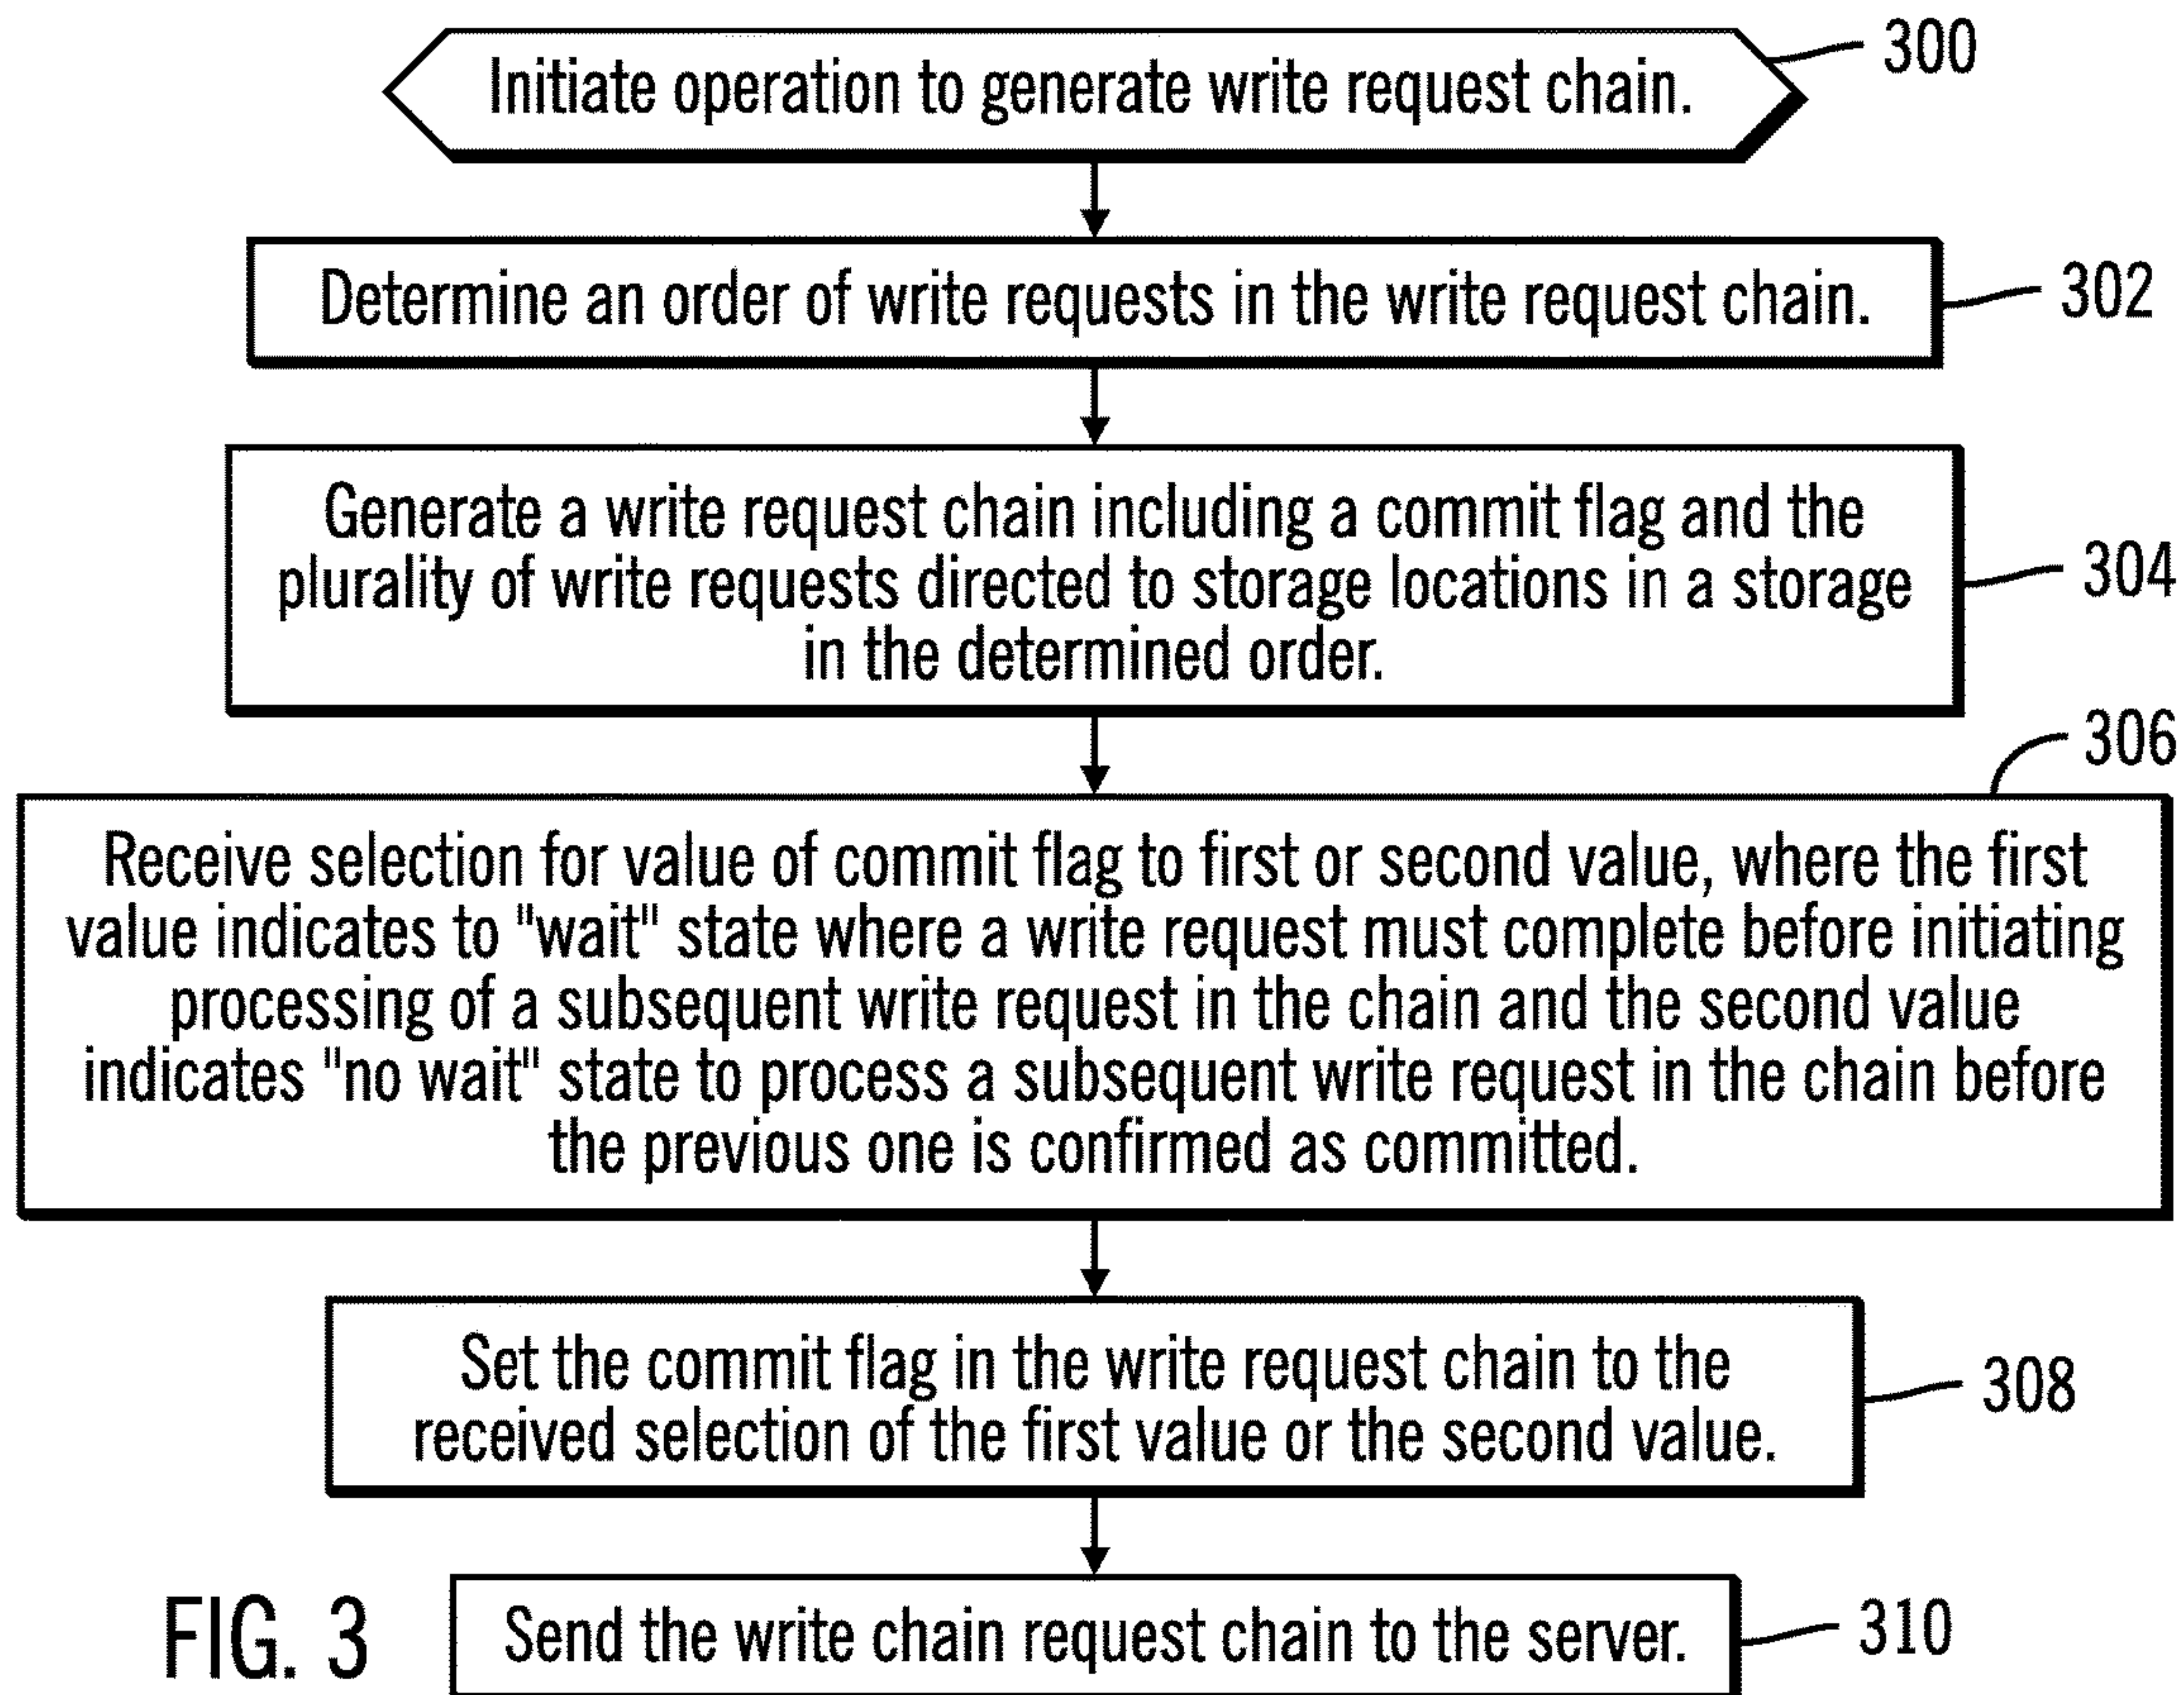 Initiate operation to generate write request chain.
300
Determine an order of write requests in the write request chain.
302
Generate a write request chain including a commit flag and the
plurality of write requests directed to storage locations in a storage
in the determined order.
304
306
Receive selection for value of commit flag to first or second value, where the first
value indicates to "wait" state where a write request must complete before initiating
processing of a subsequent write request in the chain and the second value
indicates "no wait" state to process a subsequent write request in the chain before
the previous one is confirmed as committed.
Set the commit flag in the write request chain to the
received selection of the first value or the second value.
308
Send the write chain request chain to the server.
310
FIG. 3